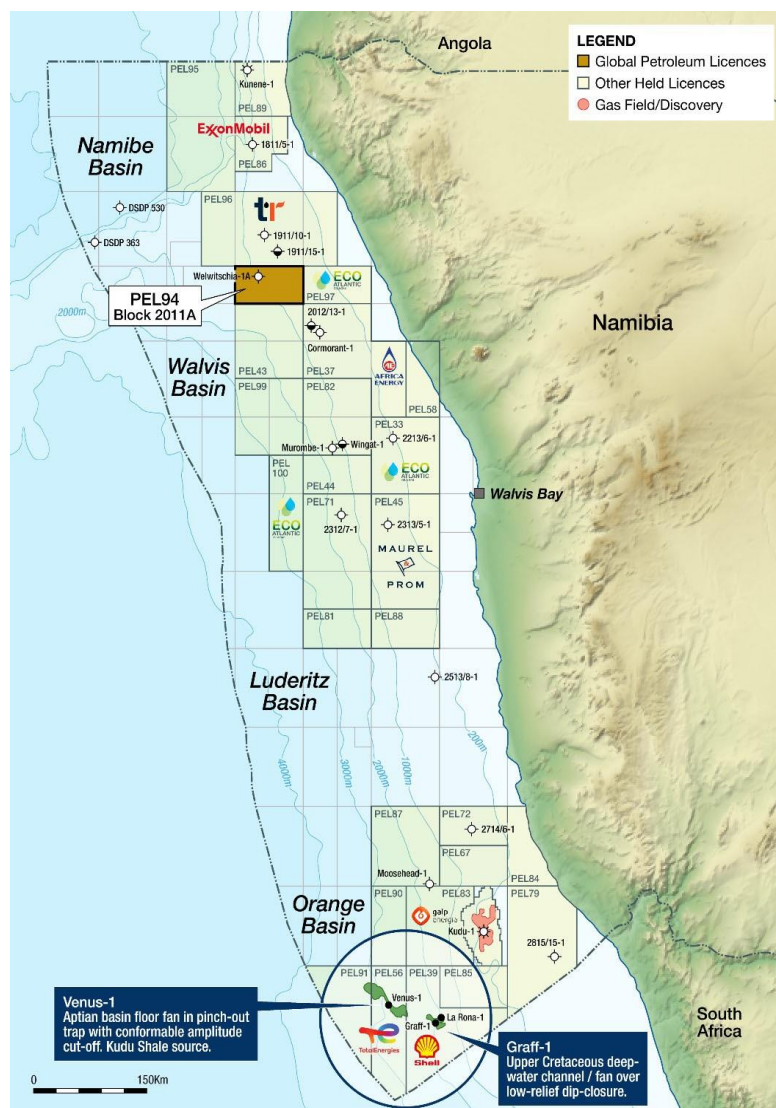 Angola
LEGEND
Global Petroleum Licences
Other Held Licences
Gas Field/Discovery
PEL95
Kunene-1
PEL89
ExxonMobil
1811/5-1
PEL86
Namibe
Basin
DSDP 530
DSDP 363
PEL96
tr
1911/10-1
1911/15-1
Welwitschia-1A
ECO
ATLANTIC
PEL97
PEL94
Block 2011A
2000m
2012/13-1
Cormorant-1
Namibia
Walvis
Basin
AFRICA
ENERGY
PEL43
PEL37
PEL99
PEL82
PEL58
PEL33
2213/6-1
Murombe-1
Wingat-1
ECO
ATLANTIC
PEL
100
PEL44
PEL71
PEL45
Walvis Bay
ECO
ATLANTIC
2312/7-1
2313/5-1
MAUREL
PROM
PEL81
PEL88
Luderitz
Basin
2513/8-1
4000m
3000m
2000m
1000m
200m
PEL87
PEL72
2714/6-1
PEL67
Moosehead-1
PEL84
PEL90
PEL83
PEL79
Orange
Basin
galp
energia
Kudu-1
2815/15-1
PEL91
PEL56
PEL39
PEL85
Venus-1
Aptian basin floor fan in pinch-out
trap with conformable amplitude
cut-off. Kudu Shale source.
Venus-1
La Rona-1
Graff-1
TotalEnergies
Shell
Graff-1
Upper Cretaceous deep-
water channel / fan over
low-relief dip-closure.
South
Africa
0
150Km